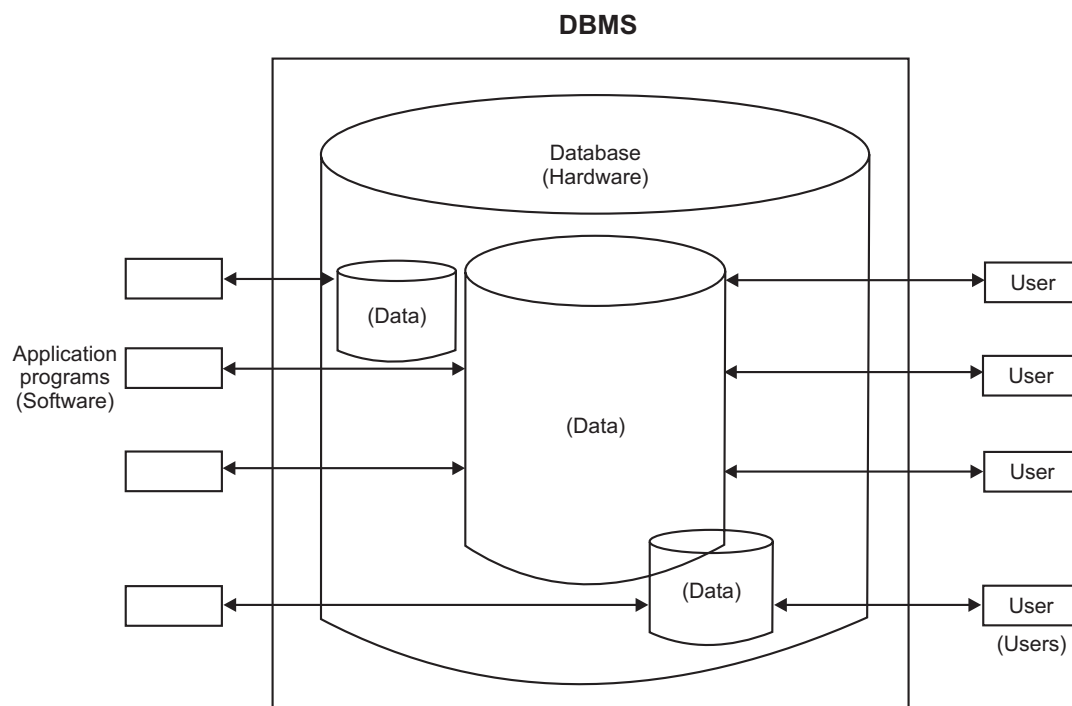 DBMS
Database
(Hardware)
User
(Data)
Application
programs
(Software)
User
(Data)
User
(Data)
User
(Users)